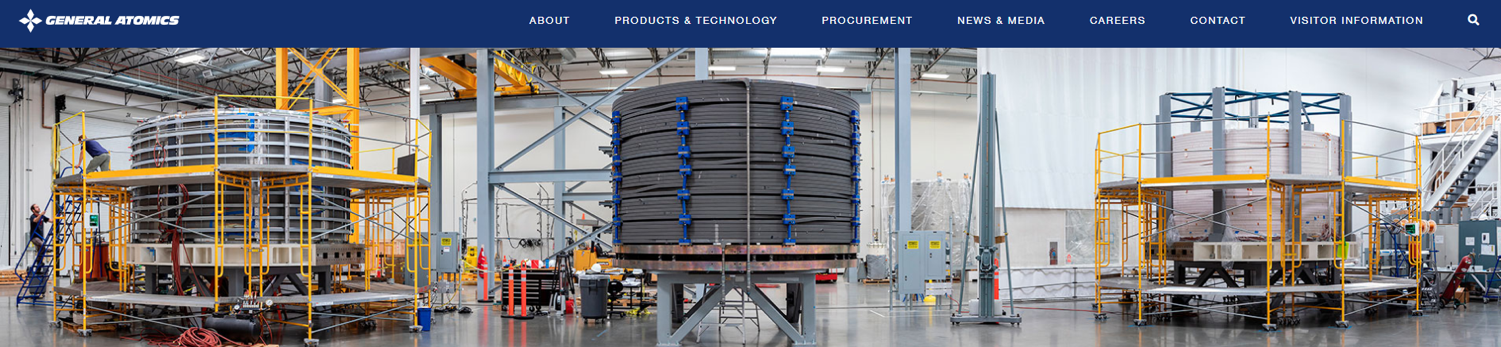 GENERAL ATOMICS
ABOUT
PRODUCTS & TECHNOLOGY
PROCUREMENT
NEWS & MEDIA
CAREERS
CONTACT
VISITOR INFORMATION